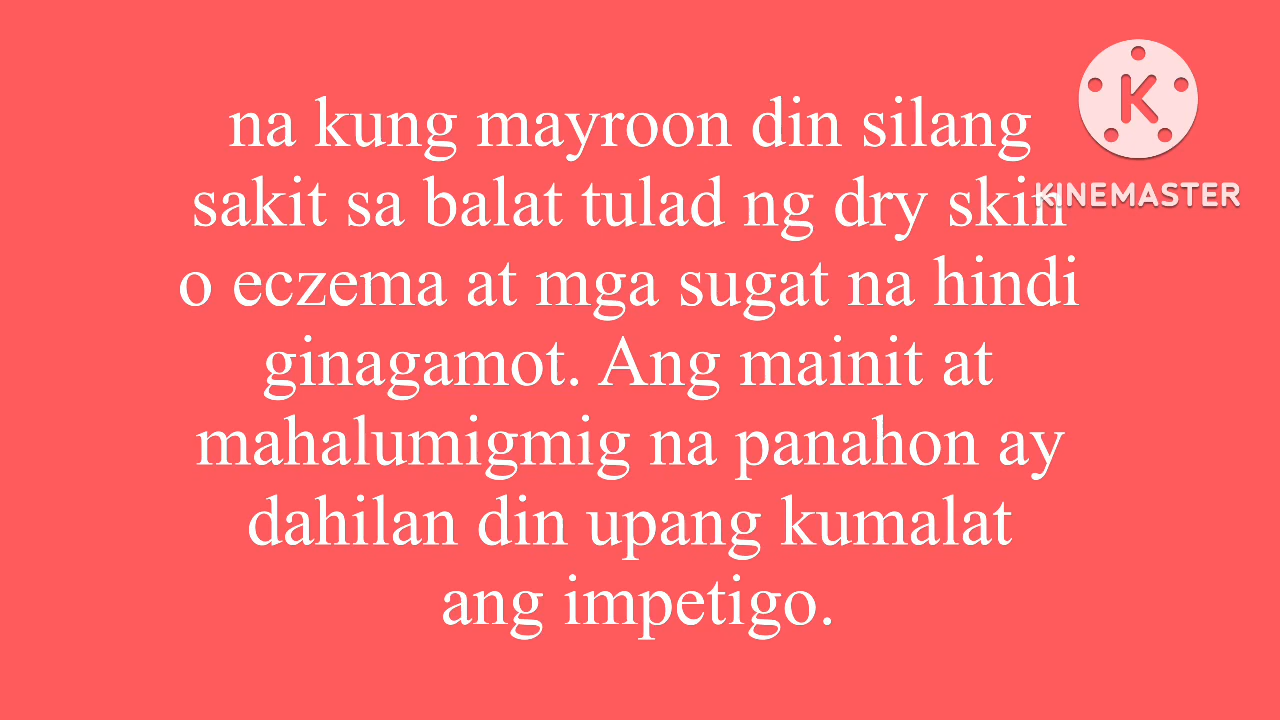 na kung mayroon din silang
sakit sa balat tulad ng dry skin
o eczema at mga sugat na hindi
ginagamot. Ang mainit at
mahalumigmig na panahon ay
dahilan din upang kumalat
ang impetigo.
K
KINEMASTER